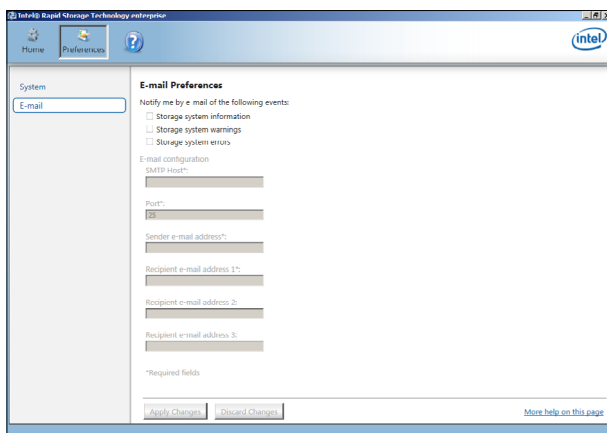 Intel® Rapid Storage Technology enterprise
Home
Preferences
?
intel
System
E-mail
E-mail Preferences
Notify me by e-mail of the following events:
Storage system information
Storage system warnings
Storage system errors
E-mail configuration
SMTP Host*:
Port*:
25
Sender e-mail address*:
Recipient e-mail address 1*:
Recipient e-mail address 2:
Recipient e-mail address 3:
*Required fields
Apply Changes
Discard Changes
More help on this page